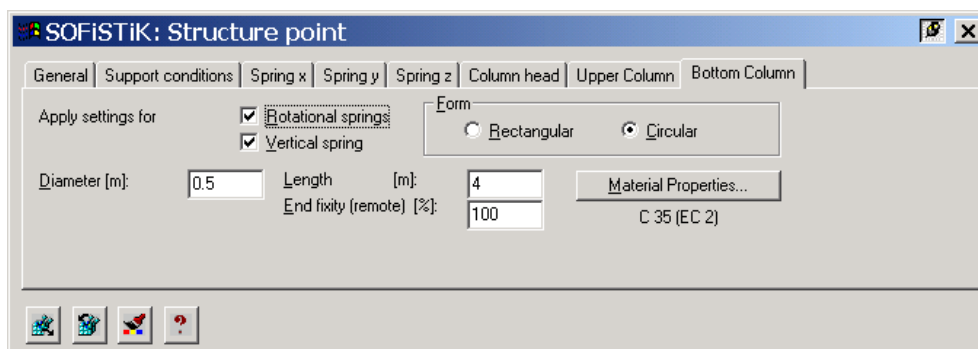 SOFiSTiK: Structure point
General Support conditions Spring x Spring y Spring z Column head Upper Column Bottom Column
Apply settings for Rotational springs Form
Rectangular Circular
Vertical spring
Diameter [m]: 0.5 Length [m]: 4 Material Properties...
End fixity (remote) [%]: 100 C 35 (EC 2)
?